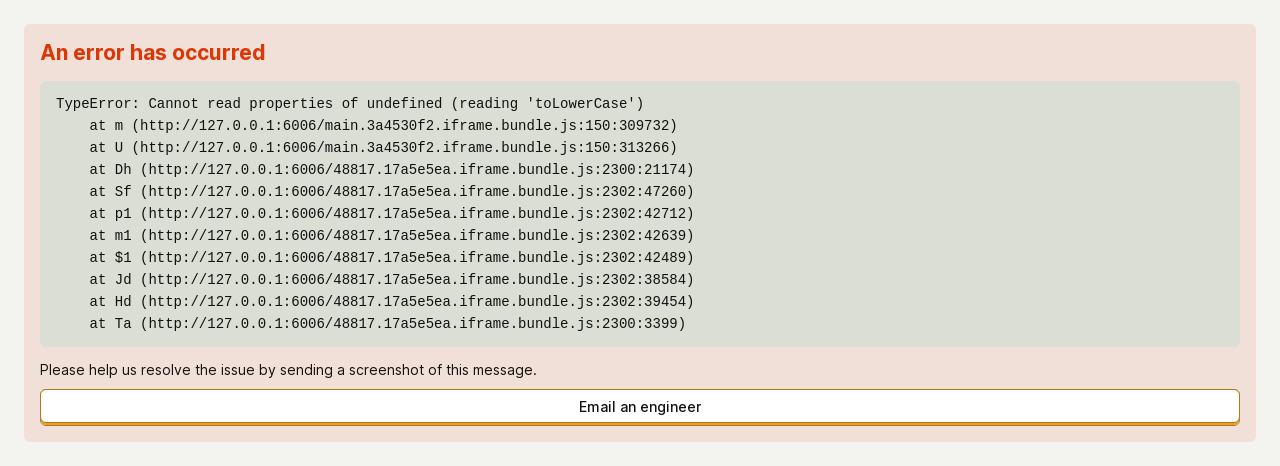 An error has occurred
TypeError: Cannot read properties of undefined (reading 'toLowerCase')
    at m (http://127.0.0.1:6006/main.3a4530f2.iframe.bundle.js:150:309732)
    at U (http://127.0.0.1:6006/main.3a4530f2.iframe.bundle.js:150:313266)
    at Dh (http://127.0.0.1:6006/48817.17a5e5ea.iframe.bundle.js:2300:21174)
    at Sf (http://127.0.0.1:6006/48817.17a5e5ea.iframe.bundle.js:2302:47260)
    at p1 (http://127.0.0.1:6006/48817.17a5e5ea.iframe.bundle.js:2302:42712)
    at m1 (http://127.0.0.1:6006/48817.17a5e5ea.iframe.bundle.js:2302:42639)
    at $1 (http://127.0.0.1:6006/48817.17a5e5ea.iframe.bundle.js:2302:42489)
    at Jd (http://127.0.0.1:6006/48817.17a5e5ea.iframe.bundle.js:2302:38584)
    at Hd (http://127.0.0.1:6006/48817.17a5e5ea.iframe.bundle.js:2302:39454)
    at Ta (http://127.0.0.1:6006/48817.17a5e5ea.iframe.bundle.js:2300:3399)
Please help us resolve the issue by sending a screenshot of this message.
Email an engineer